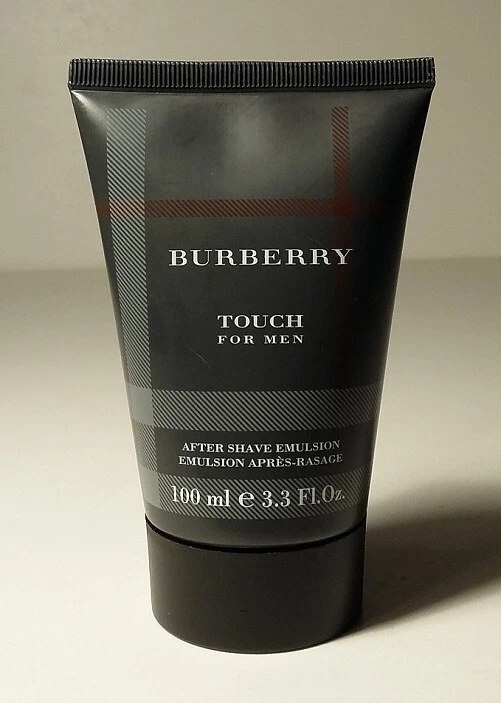 BURBERRY
TOUCH
FOR MEN
AFTER SHAVE EMULSION
EMULSION APRÈS-RASAGE
100 ml e 3.3 Fl.Oz.